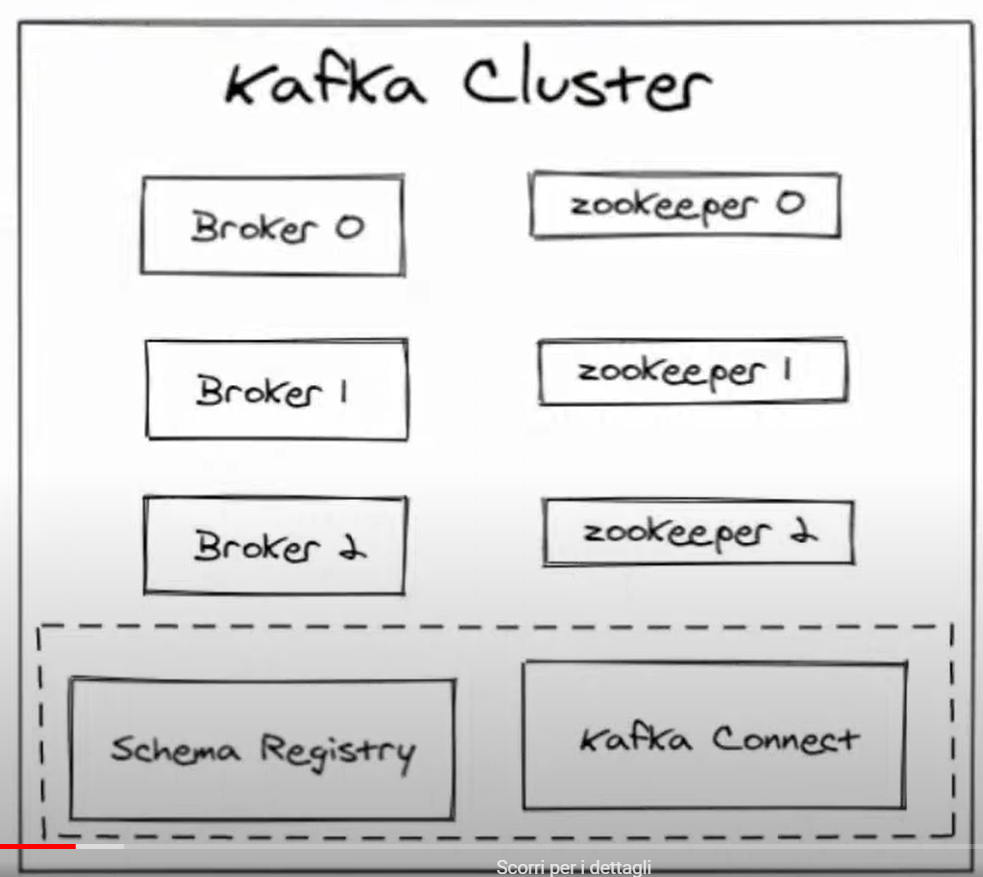 Kafka Cluster
Broker 0
zookeeper 0
Broker 1
zookeeper 1
Broker 2
zookeeper 2
Schema Registry
Kafka Connect
Scorri per i dettagli